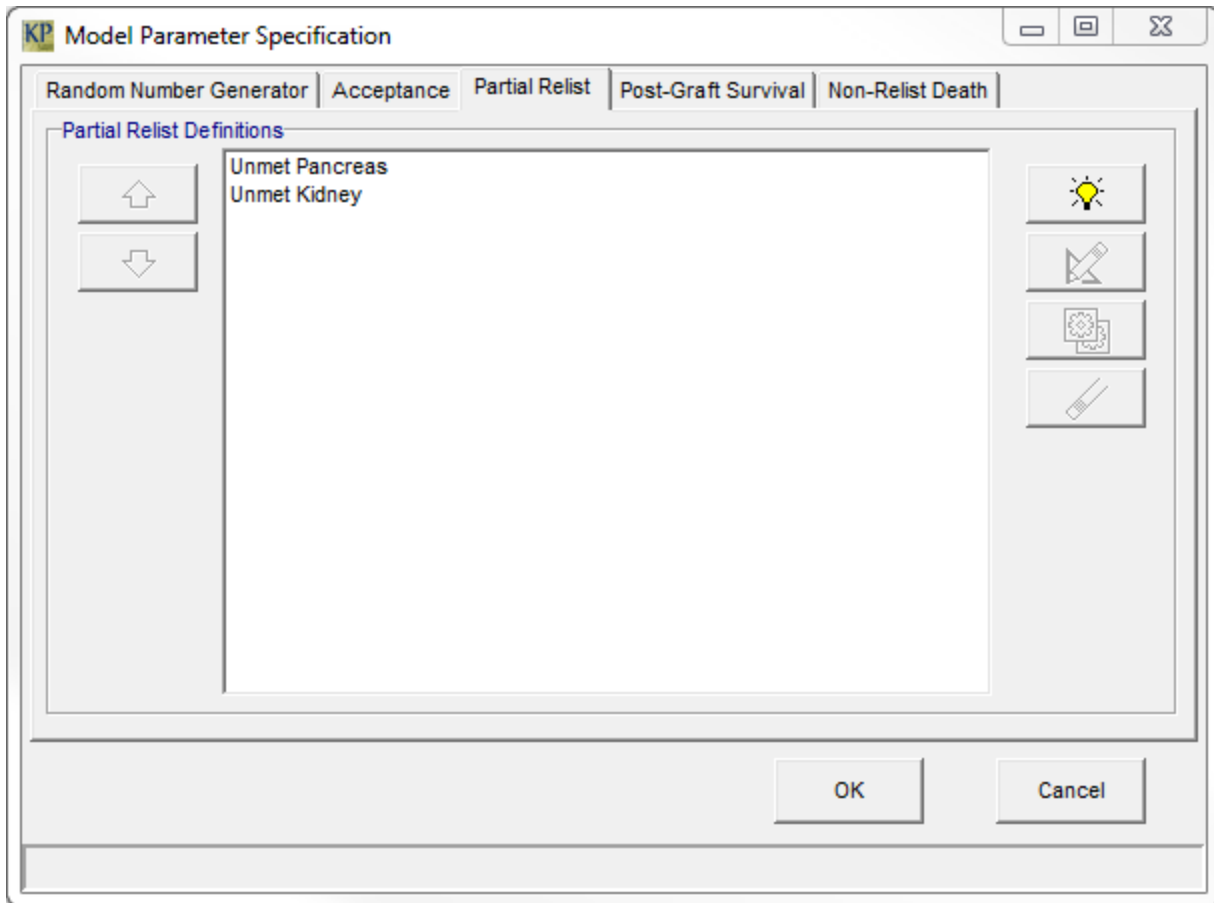 KP Model Parameter Specification
Random Number Generator Acceptance Partial Relist Post-Graft Survival Non-Relist Death
Partial Relist Definitions
Unmet Pancreas
Unmet Kidney
OK Cancel